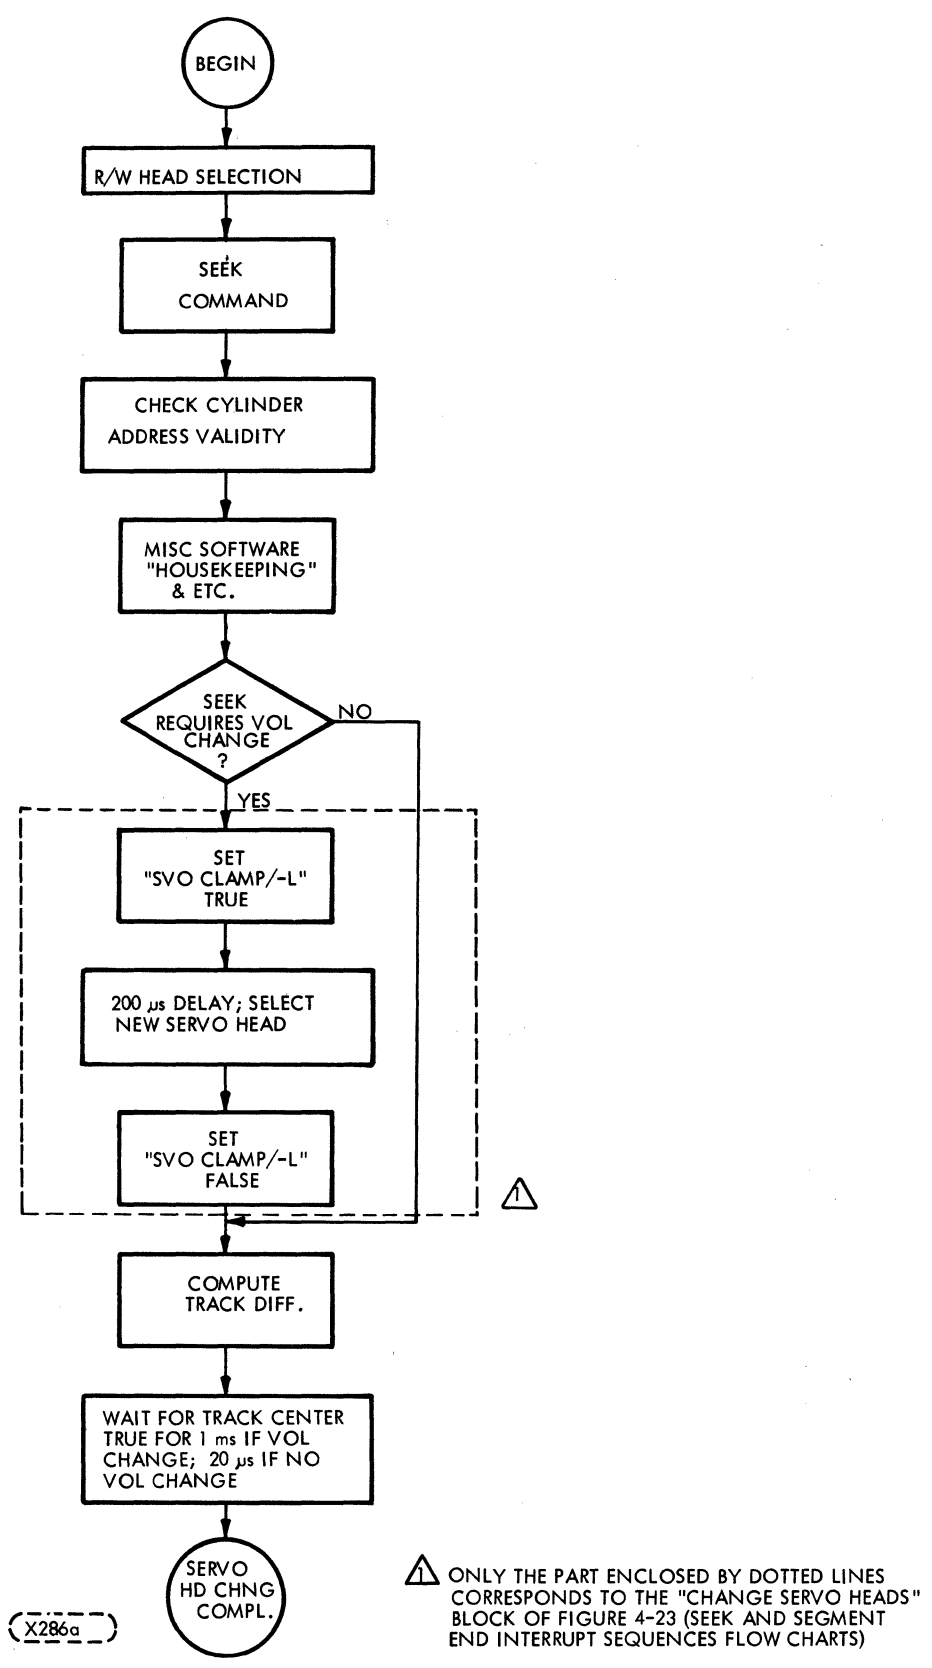 BEGIN
R/W HEAD SELECTION
SEEK
COMMAND
CHECK CYLINDER
ADDRESS VALIDITY
MISC SOFTWARE
"HOUSEKEEPING"
& ETC.
SEEK
REQUIRES VOL
CHANGE
?
NO
YES
SET
"SVO CLAMP/-L"
TRUE
200 µs DELAY; SELECT
NEW SERVO HEAD
SET
"SVO CLAMP/-L"
FALSE
1
COMPUTE
TRACK DIFF.
WAIT FOR TRACK CENTER
TRUE FOR 1 ms IF VOL
CHANGE; 20 µs IF NO
VOL CHANGE
SERVO
HD CHNG
COMPL.
X286a
1 ONLY THE PART ENCLOSED BY DOTTED LINES
CORRESPONDS TO THE "CHANGE SERVO HEADS"
BLOCK OF FIGURE 4-23 (SEEK AND SEGMENT
END INTERRUPT SEQUENCES FLOW CHARTS)